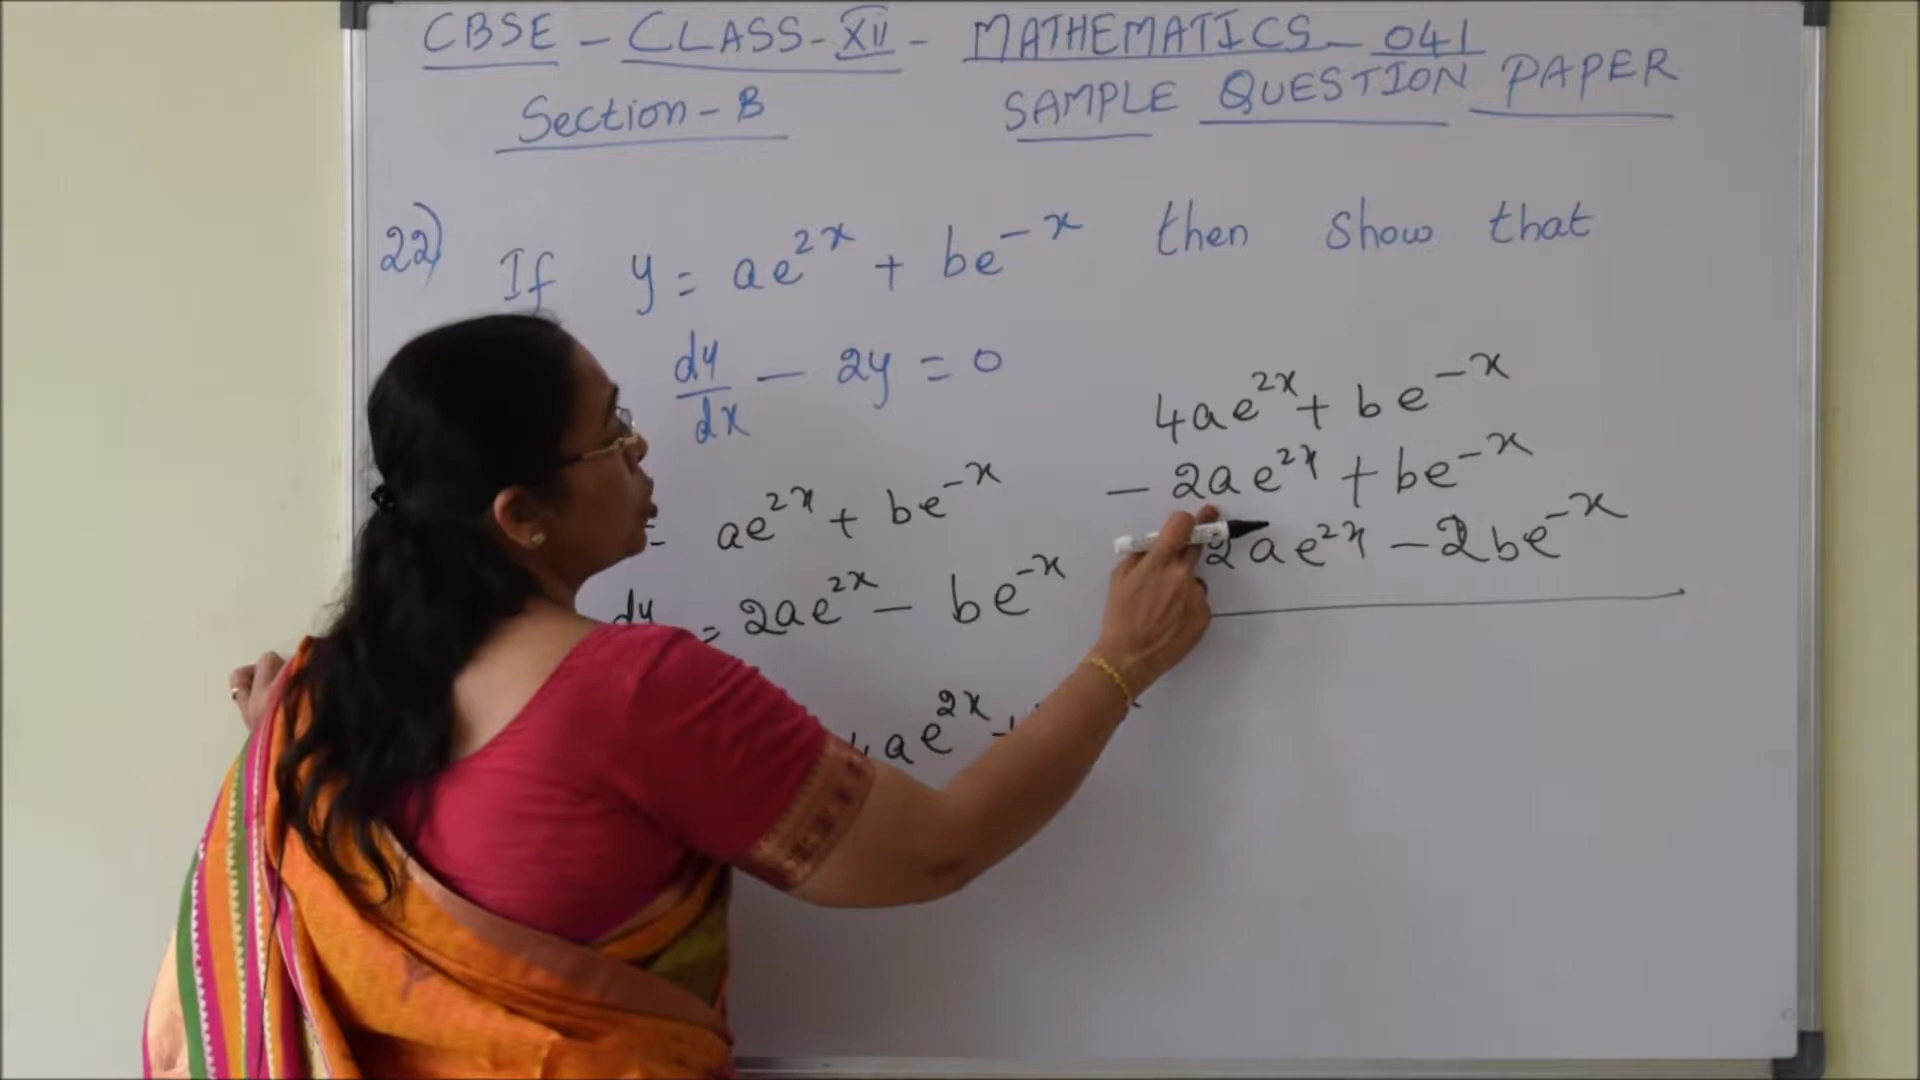 CBSE - CLASS - XII - MATHEMATICS - 041
Section - B SAMPLE QUESTION PAPER
22) If y = ae^{2x} + be^{-x} then show that
dy/dx - 2y = 0
= ae^{2x} + be^{-x}
dy = 2ae^{2x} - be^{-x}
4ae^{2x} +
4ae^{2x} + be^{-x}
- 2ae^{2x} + be^{-x}
2ae^{2x} - 2be^{-x}